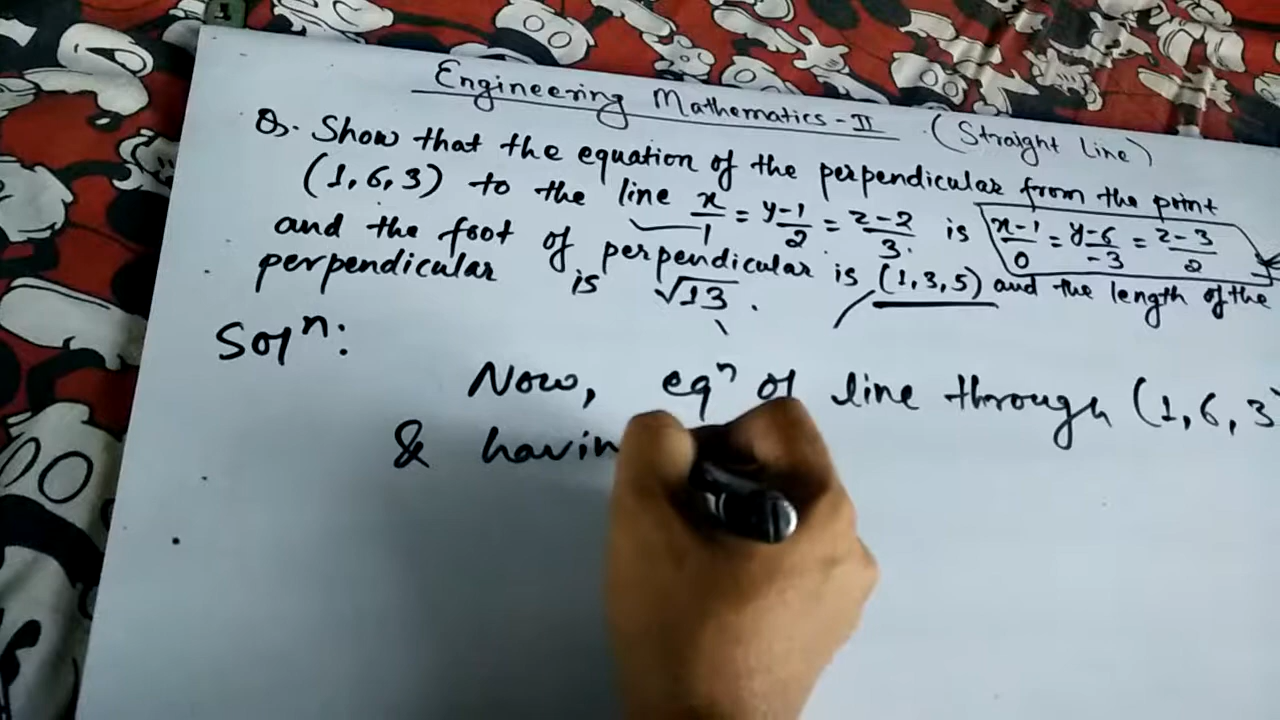 1
Engineering Mathematics-II (Straight Line)
Q. Show that the equation of the perpendicular from the point
(1,6,3) to the line x/1 = y-1/2 = z-2/3 is x-1/0 = y-6/-3 = z-3/2
and the foot of perpendicular is (1,3,5) and the length of the
perpendicular is √13.
Solⁿ:
Now, eqⁿ of line through (1,6,3)
& havin